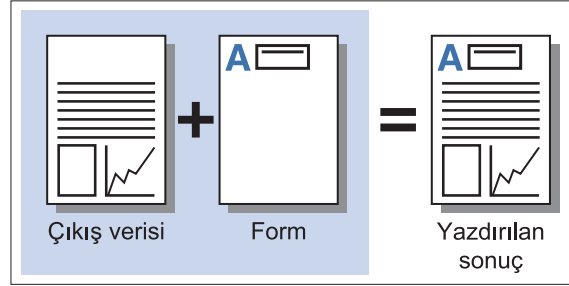 A
A
+
=
Çıkış verisi
Form
Yazdırılan
sonuç